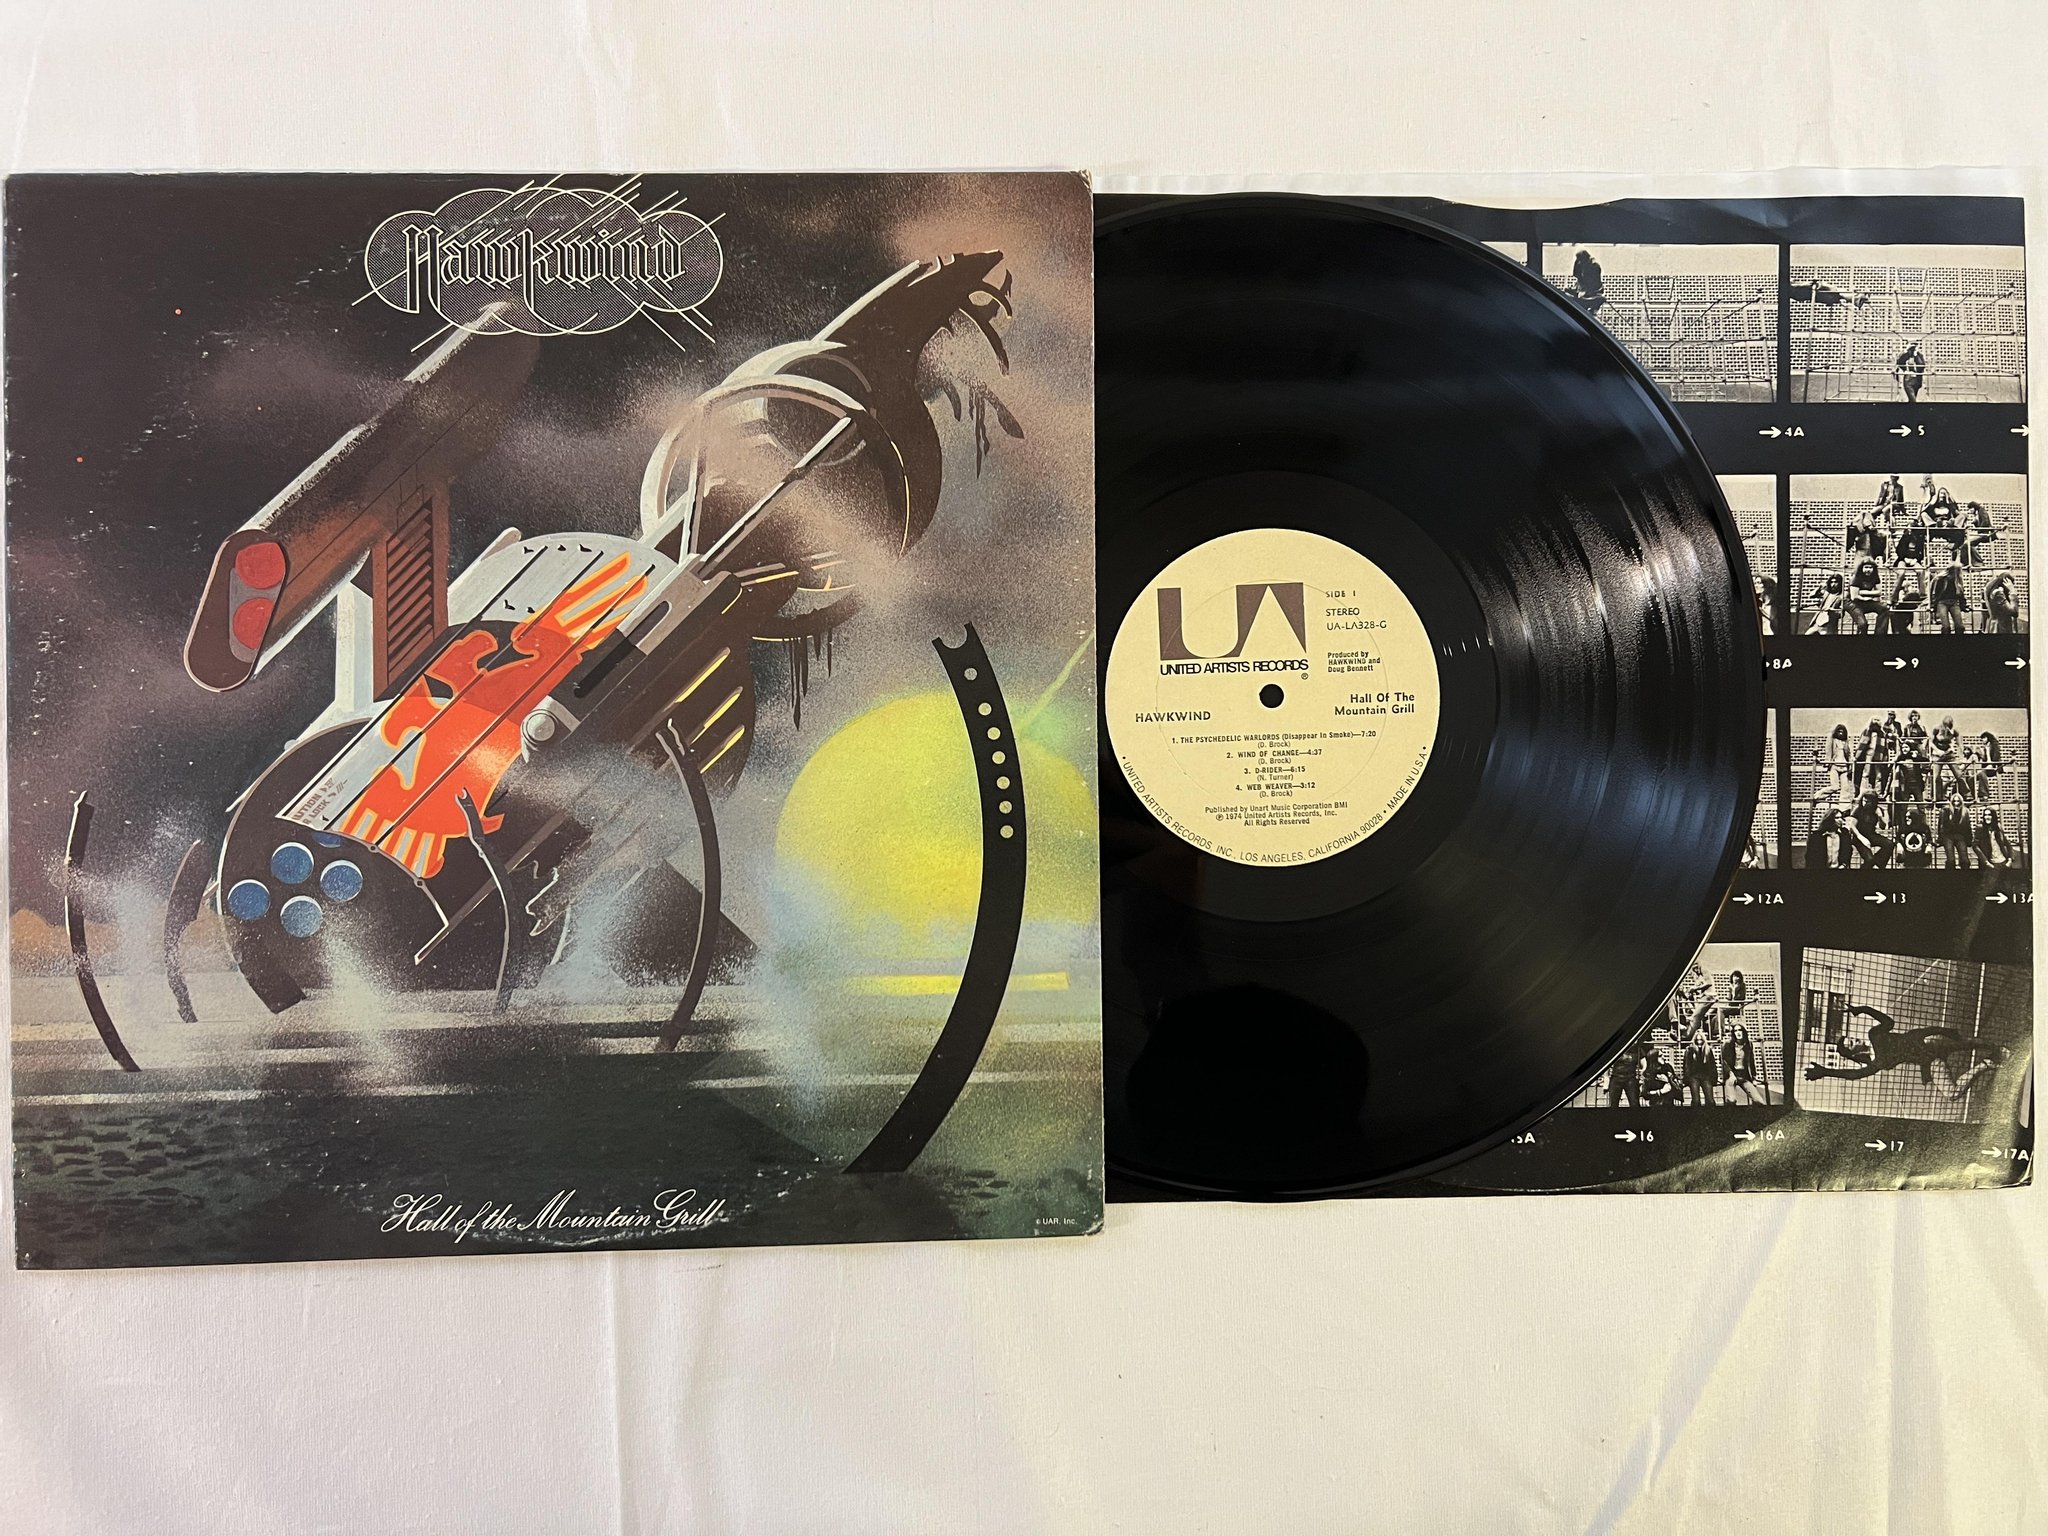 Hawkwind
UTION
LOCK
Hall of the Mountain Grill
© UAR, Inc.
UA
UNITED ARTISTS RECORDS
®
SIDE 1
STEREO
UA-LA328-G
Produced by
HAWKWIND and
Doug Bennett
HAWKWIND
Hall Of The
Mountain Grill
1. THE PSYCHEDELIC WARLORDS (Disappear In Smoke)—7:20
(D. Brock)
2. WIND OF CHANGE—4:37
(D. Brock)
3. D-RIDER—6:15
(N. Turner)
4. WEB WEAVER—3:12
(D. Brock)
Published by Unart Music Corporation BMI
℗ 1974 United Artists Records, Inc.
All Rights Reserved
• UNITED ARTISTS RECORDS, INC., LOS ANGELES, CALIFORNIA 90028 • MADE IN U.S.A. •
→4A →5
→8A →9
→12A →13 →13A
→16 →16A →17 →17A